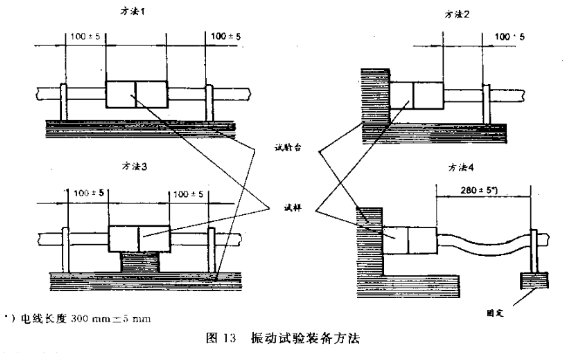 方法1
方法2
100±5
100±5
100±5
试验台
方法3
方法4
100±5
100±5
试样
280±5*)
固定
*) 电线长度 300 mm±5 mm
图 13 振动试验装备方法